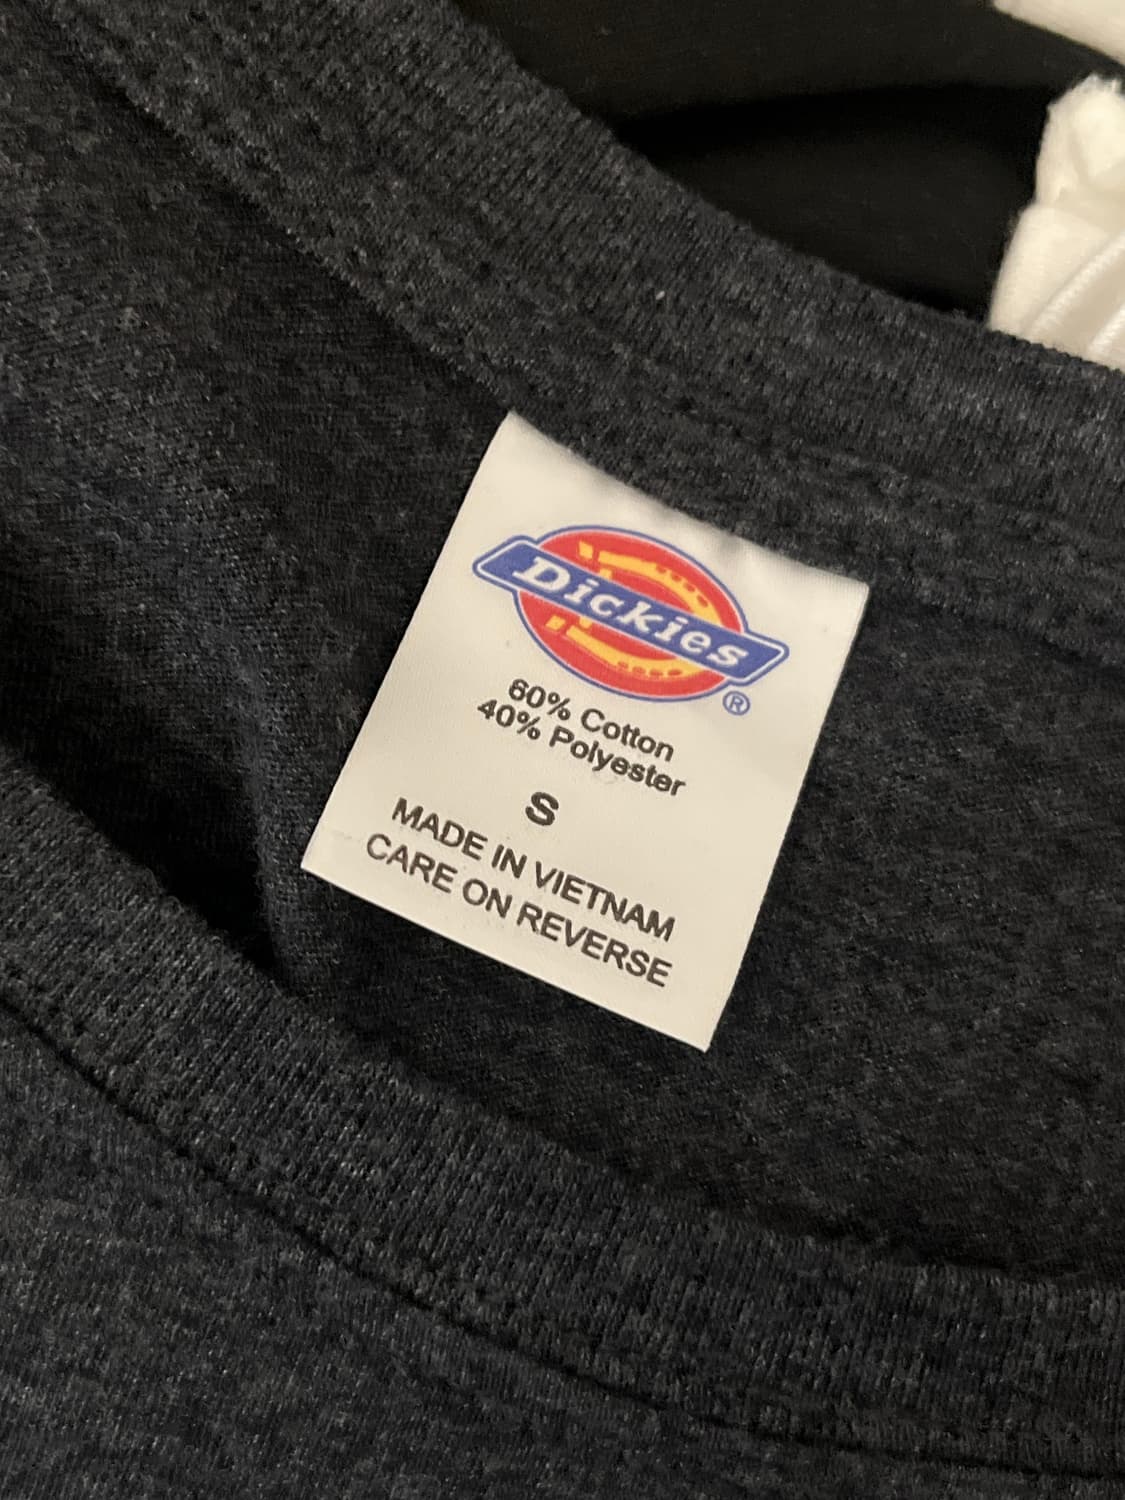 Dickies
®
60% Cotton
40% Polyester
S
MADE IN VIETNAM
CARE ON REVERSE